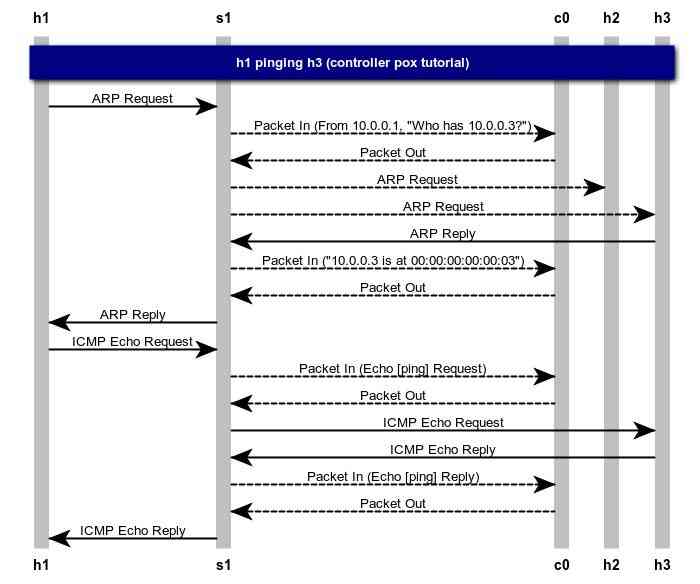 h1 s1 c0 h2 h3
h1 pinging h3 (controller pox tutorial)
ARP Request
Packet In (From 10.0.0.1, "Who has 10.0.0.3?")
Packet Out
ARP Request
ARP Request
ARP Reply
Packet In ("10.0.0.3 is at 00:00:00:00:00:03")
Packet Out
ARP Reply
ICMP Echo Request
Packet In (Echo [ping] Request)
Packet Out
ICMP Echo Request
ICMP Echo Reply
Packet In (Echo [ping] Reply)
Packet Out
ICMP Echo Reply
h1 s1 c0 h2 h3